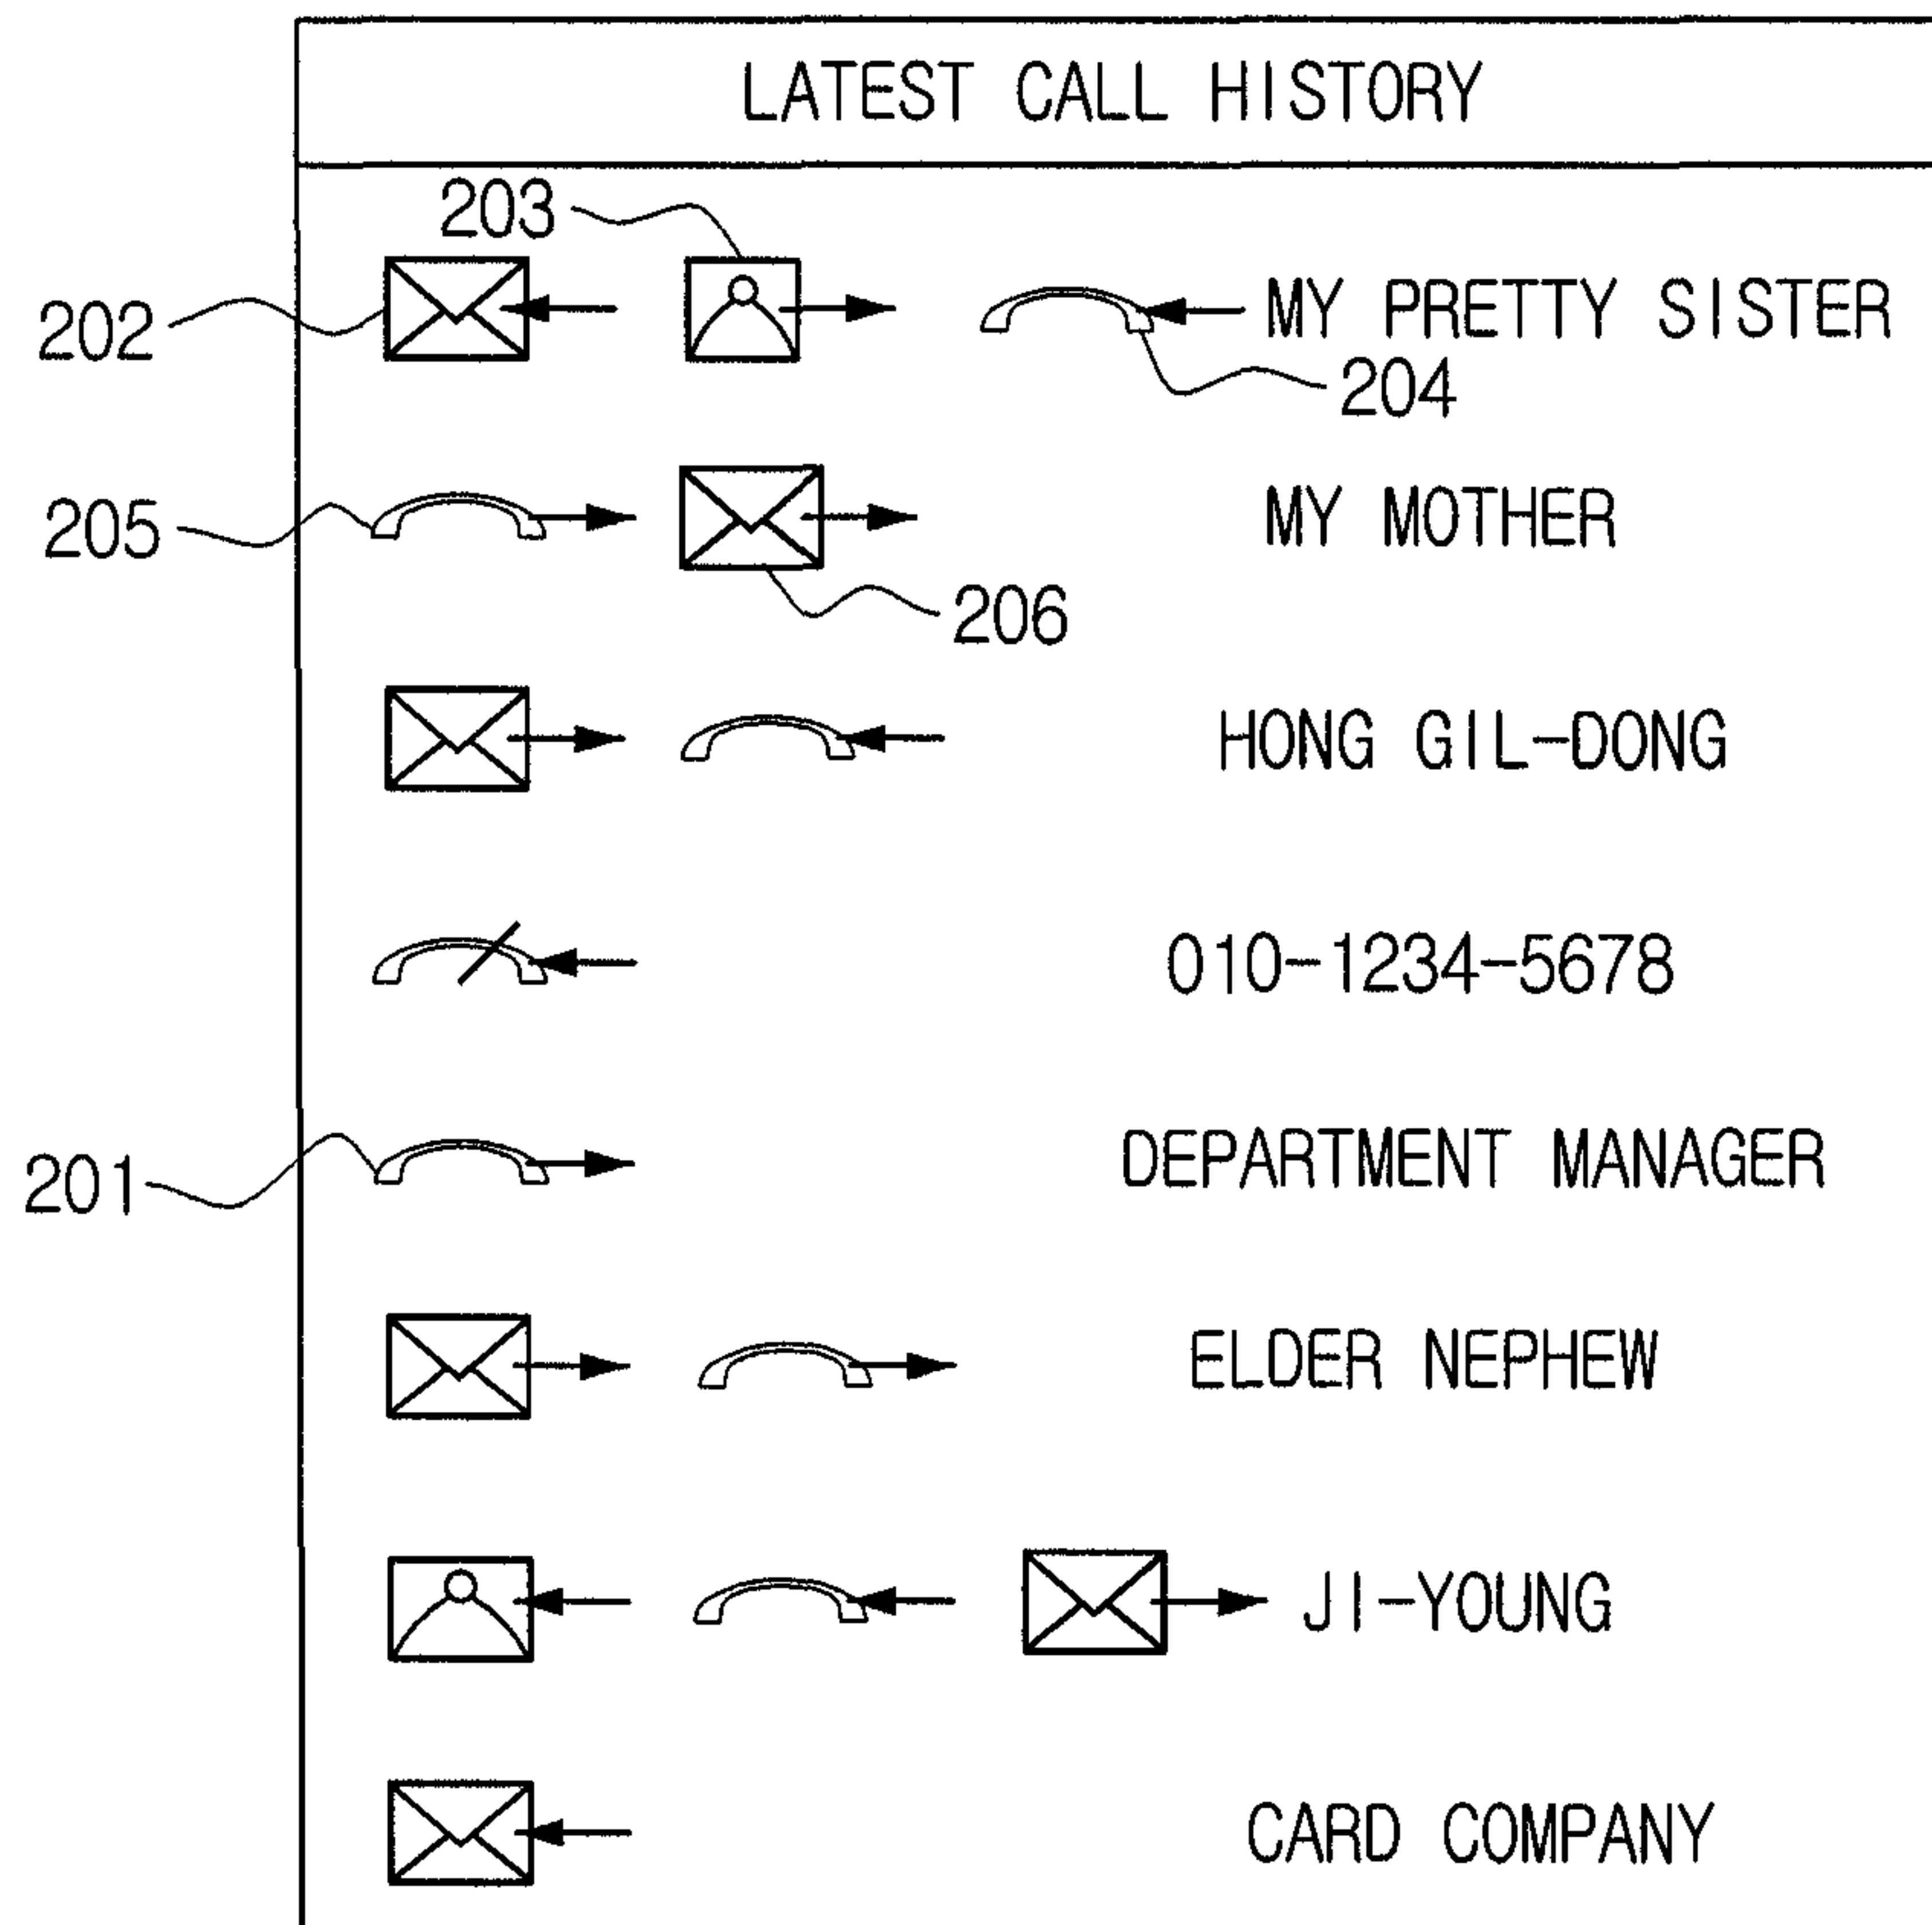 LATEST CALL HISTORY
203
202
MY PRETTY SISTER
204
205
MY MOTHER
206
HONG GIL-DONG
010-1234-5678
201
DEPARTMENT MANAGER
ELDER NEPHEW
JI-YOUNG
CARD COMPANY